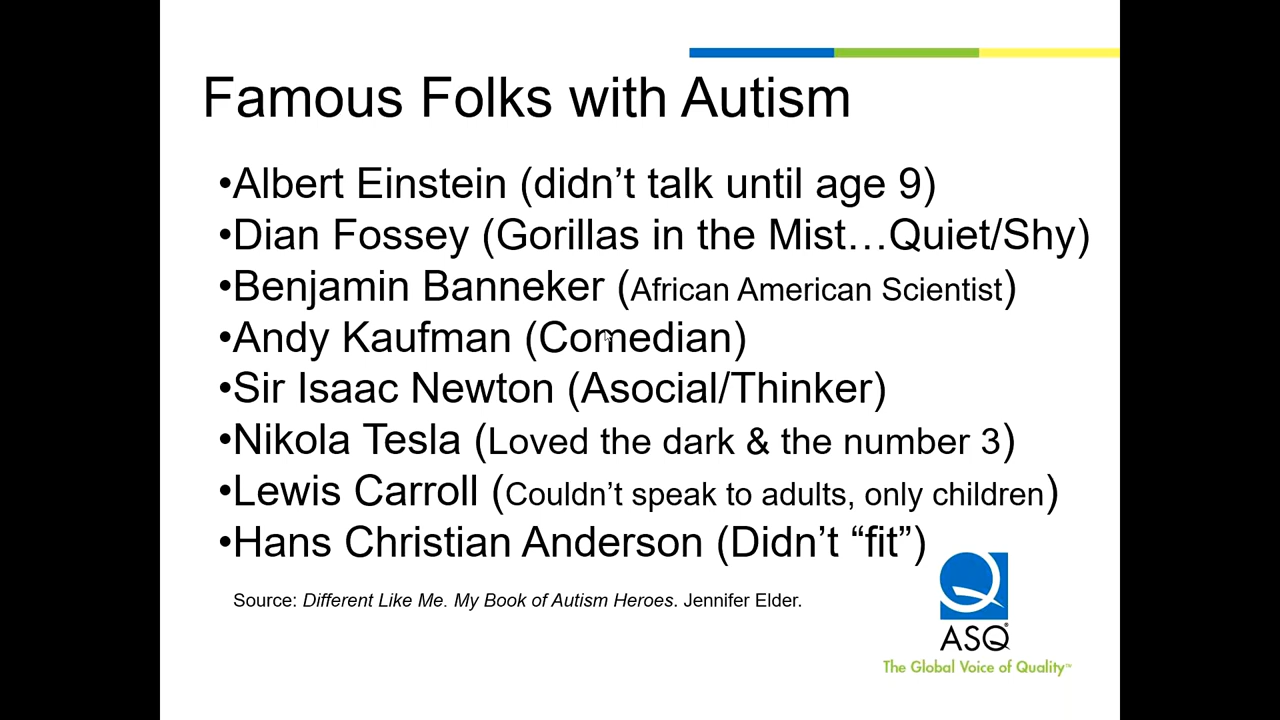 Famous Folks with Autism
•Albert Einstein (didn’t talk until age 9)
•Dian Fossey (Gorillas in the Mist…Quiet/Shy)
•Benjamin Banneker (African American Scientist)
•Andy Kaufman (Comedian)
•Sir Isaac Newton (Asocial/Thinker)
•Nikola Tesla (Loved the dark & the number 3)
•Lewis Carroll (Couldn’t speak to adults, only children)
•Hans Christian Anderson (Didn’t “fit”)
Source: Different Like Me. My Book of Autism Heroes. Jennifer Elder.
ASQ®
The Global Voice of Quality™